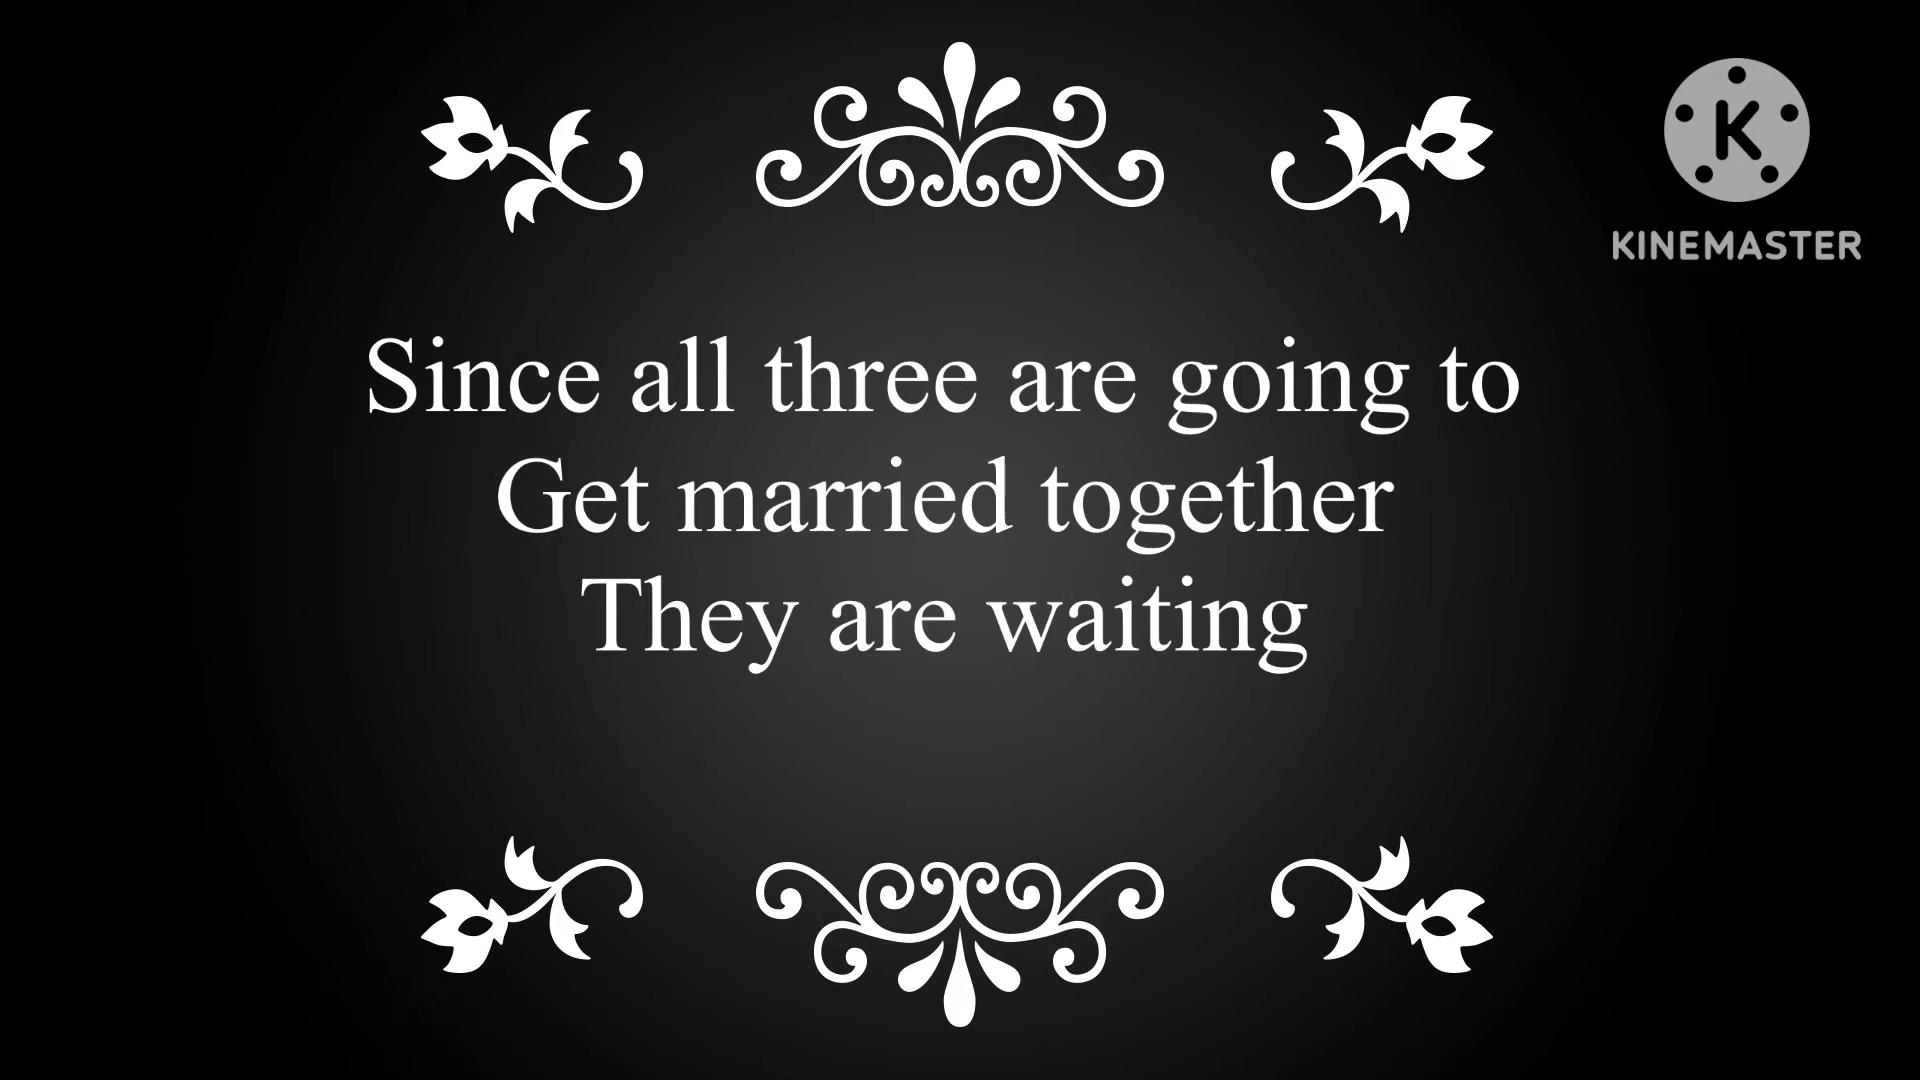 K
KINEMASTER
Since all three are going to
Get married together
They are waiting